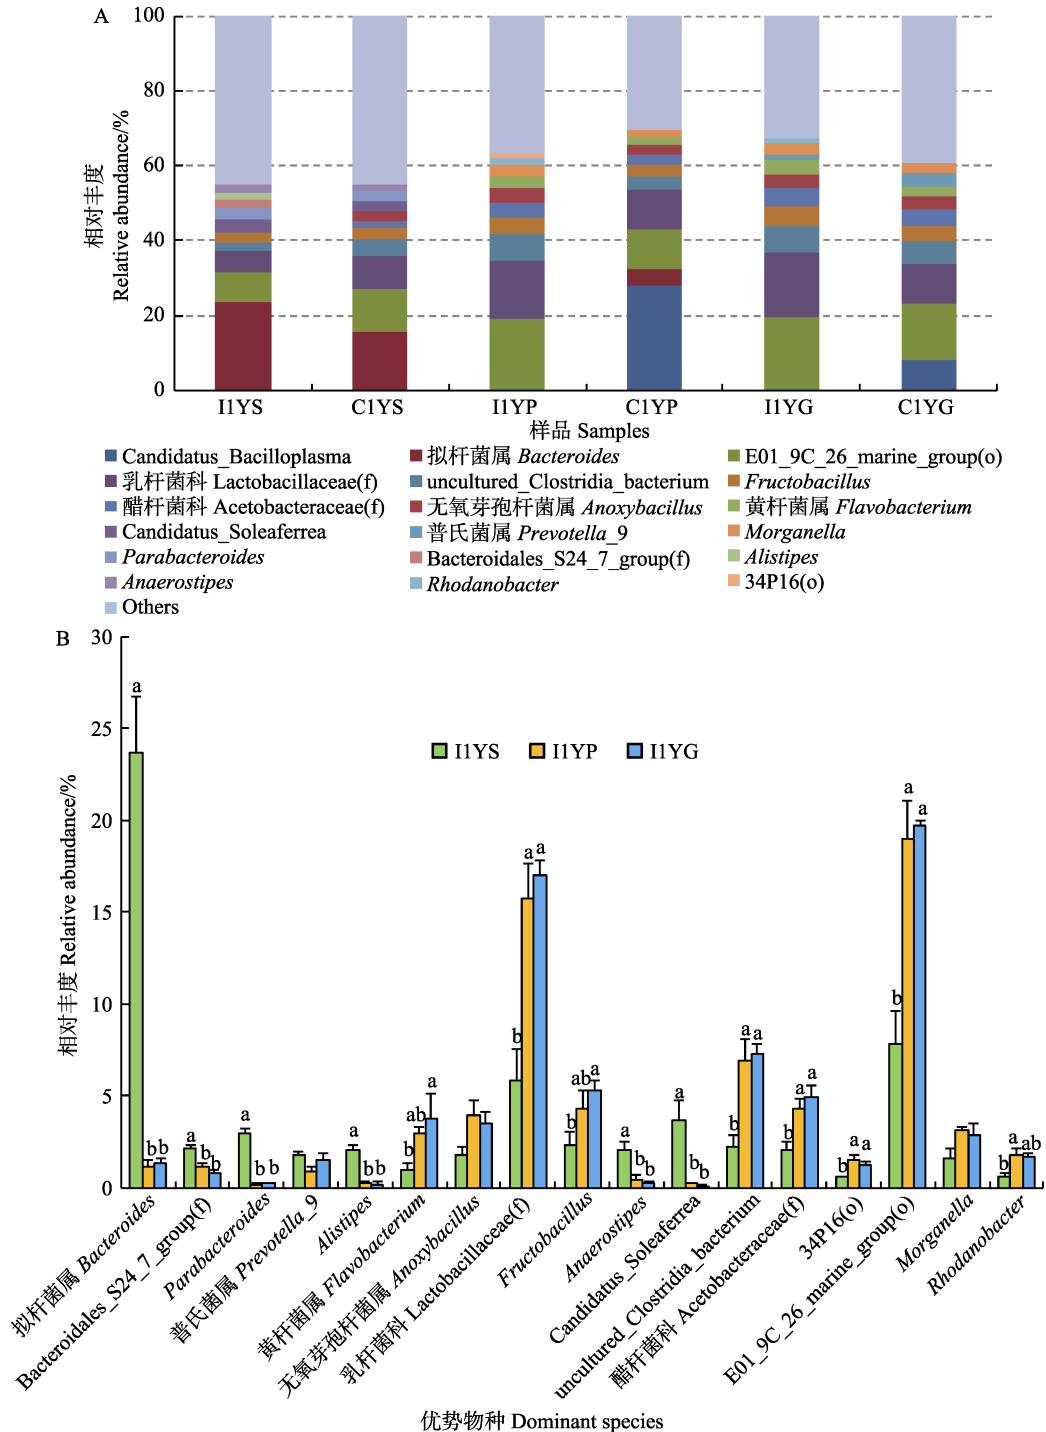 A
100
80
60
40
20
0
相对丰度
Relative abundance/%
I1YS C1YS I1YP C1YP I1YG C1YG
样品 Samples
Candidatus_Bacilloplasma 拟杆菌属 Bacteroides E01_9C_26_marine_group(o)
乳杆菌科 Lactobacillaceae(f) uncultured_Clostridia_bacterium Fructobacillus
醋杆菌科 Acetobacteraceae(f) 无氧芽孢杆菌属 Anoxybacillus 黄杆菌属 Flavobacterium
Candidatus_Soleaferrea 普氏菌属 Prevotella_9 Morganella
Parabacteroides Bacteroidales_S24_7_group(f) Alistipes
Anaerostipes Rhodanobacter 34P16(o)
Others
B
30
25
20
15
10
5
0
相对丰度 Relative abundance/%
I1YS I1YP I1YG
a b b
a b b
a b b
a b b
b ab a
b a a
b ab a
a b b
a b b
b a a
b a a
b a a
b a a
b a ab
拟杆菌属 Bacteroides
Bacteroidales_S24_7_group(f)
Parabacteroides
普氏菌属 Prevotella_9
Alistipes
黄杆菌属 Flavobacterium
无氧芽孢杆菌属 Anoxybacillus
乳杆菌科 Lactobacillaceae(f)
Fructobacillus
Anaerostipes
Candidatus_Soleaferrea
uncultured_Clostridia_bacterium
醋杆菌科 Acetobacteraceae(f)
34P16(o)
E01_9C_26_marine_group(o)
Morganella
Rhodanobacter
优势物种 Dominant species